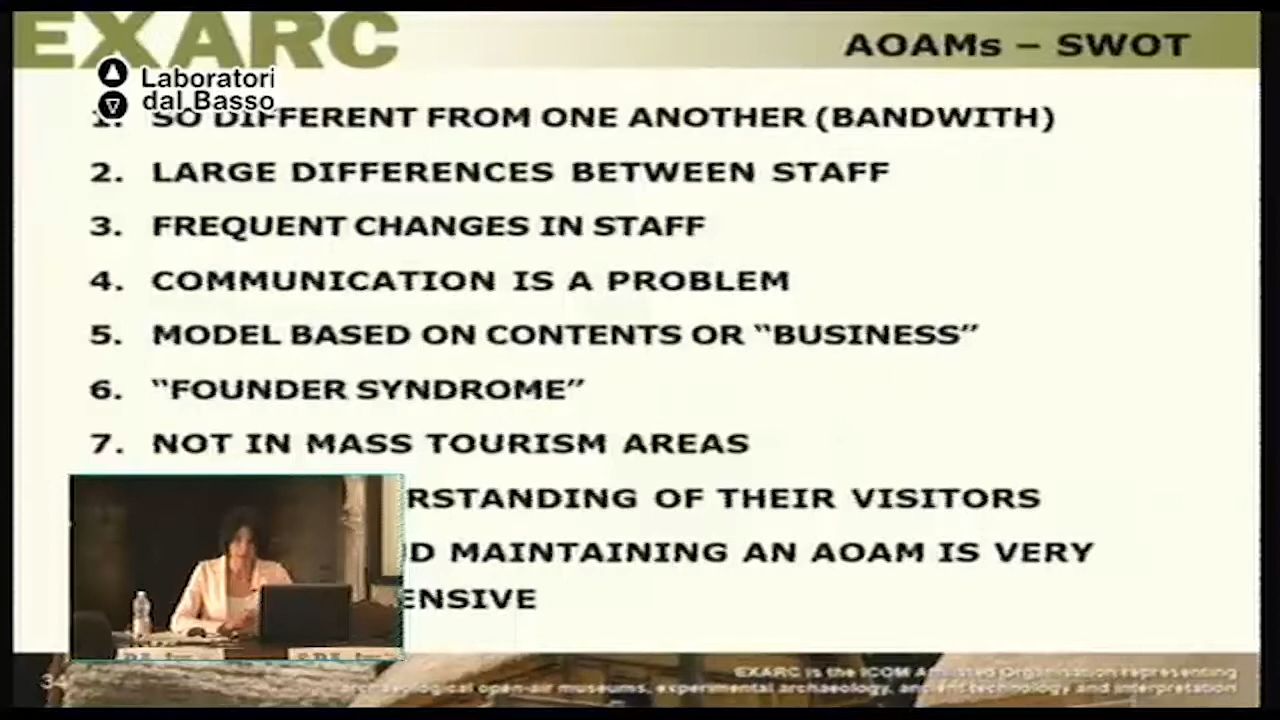 EXARC
AOAMs – SWOT
Laboratori
dal Basso
1. SO DIFFERENT FROM ONE ANOTHER (BANDWITH)
2. LARGE DIFFERENCES BETWEEN STAFF
3. FREQUENT CHANGES IN STAFF
4. COMMUNICATION IS A PROBLEM
5. MODEL BASED ON CONTENTS OR “BUSINESS”
6. “FOUNDER SYNDROME”
7. NOT IN MASS TOURISM AREAS
RSTANDING OF THEIR VISITORS
D MAINTAINING AN AOAM IS VERY
ENSIVE
34
EXARC is the ICOM Affiliated Organisation representing
archaeological open-air museums, experimental archaeology, ancient technology and interpretation